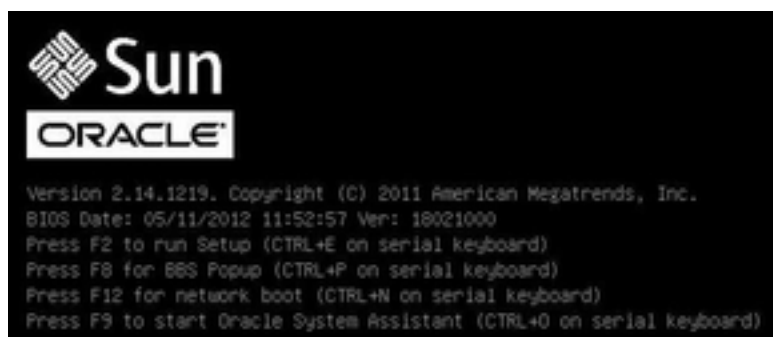 Sun
ORACLE
Version 2.14.1219. Copyright (C) 2011 American Megatrends, Inc.
BIOS Date: 05/11/2012 11:52:57 Ver: 18021000
Press F2 to run Setup (CTRL+E on serial keyboard)
Press F8 for BBS Popup (CTRL+P on serial keyboard)
Press F12 for network boot (CTRL+N on serial keyboard)
Press F9 to start Oracle System Assistant (CTRL+O on serial keyboard)